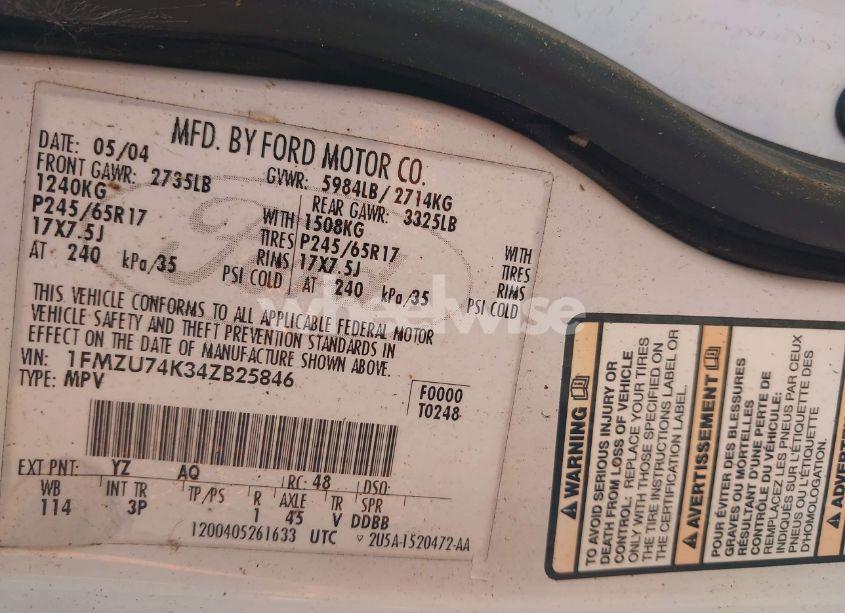 MFD. BY FORD MOTOR CO.
DATE: 05/04 GVWR: 5984LB/ 2714KG
FRONT GAWR: 2735LB REAR GAWR: 3325LB
1240KG WITH 1508KG WITH
P245/65R17 TIRES P245/65R17 TIRES
17X7.5J RIMS 17X7.5J RIMS
AT 240 kPa/35 PSI COLD AT 240 kPa/35 PSI COLD
THIS VEHICLE CONFORMS TO ALL APPLICABLE FEDERAL MOTOR
VEHICLE SAFETY AND THEFT PREVENTION STANDARDS IN
EFFECT ON THE DATE OF MANUFACTURE SHOWN ABOVE.
VIN: 1FMZU74K34ZB25846
TYPE: MPV
F0000
T0248
EXT PNT: YZ AQ RC: 48 DSO:
WB INT TR TP/PS R AXLE TR SPR
114 3P 1 45 V DDBB
1200405261633 UTC 2U5A-1520472-AA
Ford
wheelwise
WARNING
TO AVOID SERIOUS INJURY OR
DEATH FROM LOSS OF VEHICLE
CONTROL: REPLACE YOUR TIRES
ONLY WITH THOSE SPECIFIED ON
THE TIRE INSTRUCTIONS LABEL OR
THE CERTIFICATION LABEL.
AVERTISSEMENT
POUR ÉVITER DES BLESSURES
GRAVES OU MORTELLES
RÉSULTANT D'UNE PERTE DE
CONTRÔLE DU VÉHICULE:
REMPLACEZ LES PNEUS PAR CEUX
INDIQUÉS SUR L'ÉTIQUETTE DES
PNEUS OU L'ÉTIQUETTE
D'HOMOLOGATION.